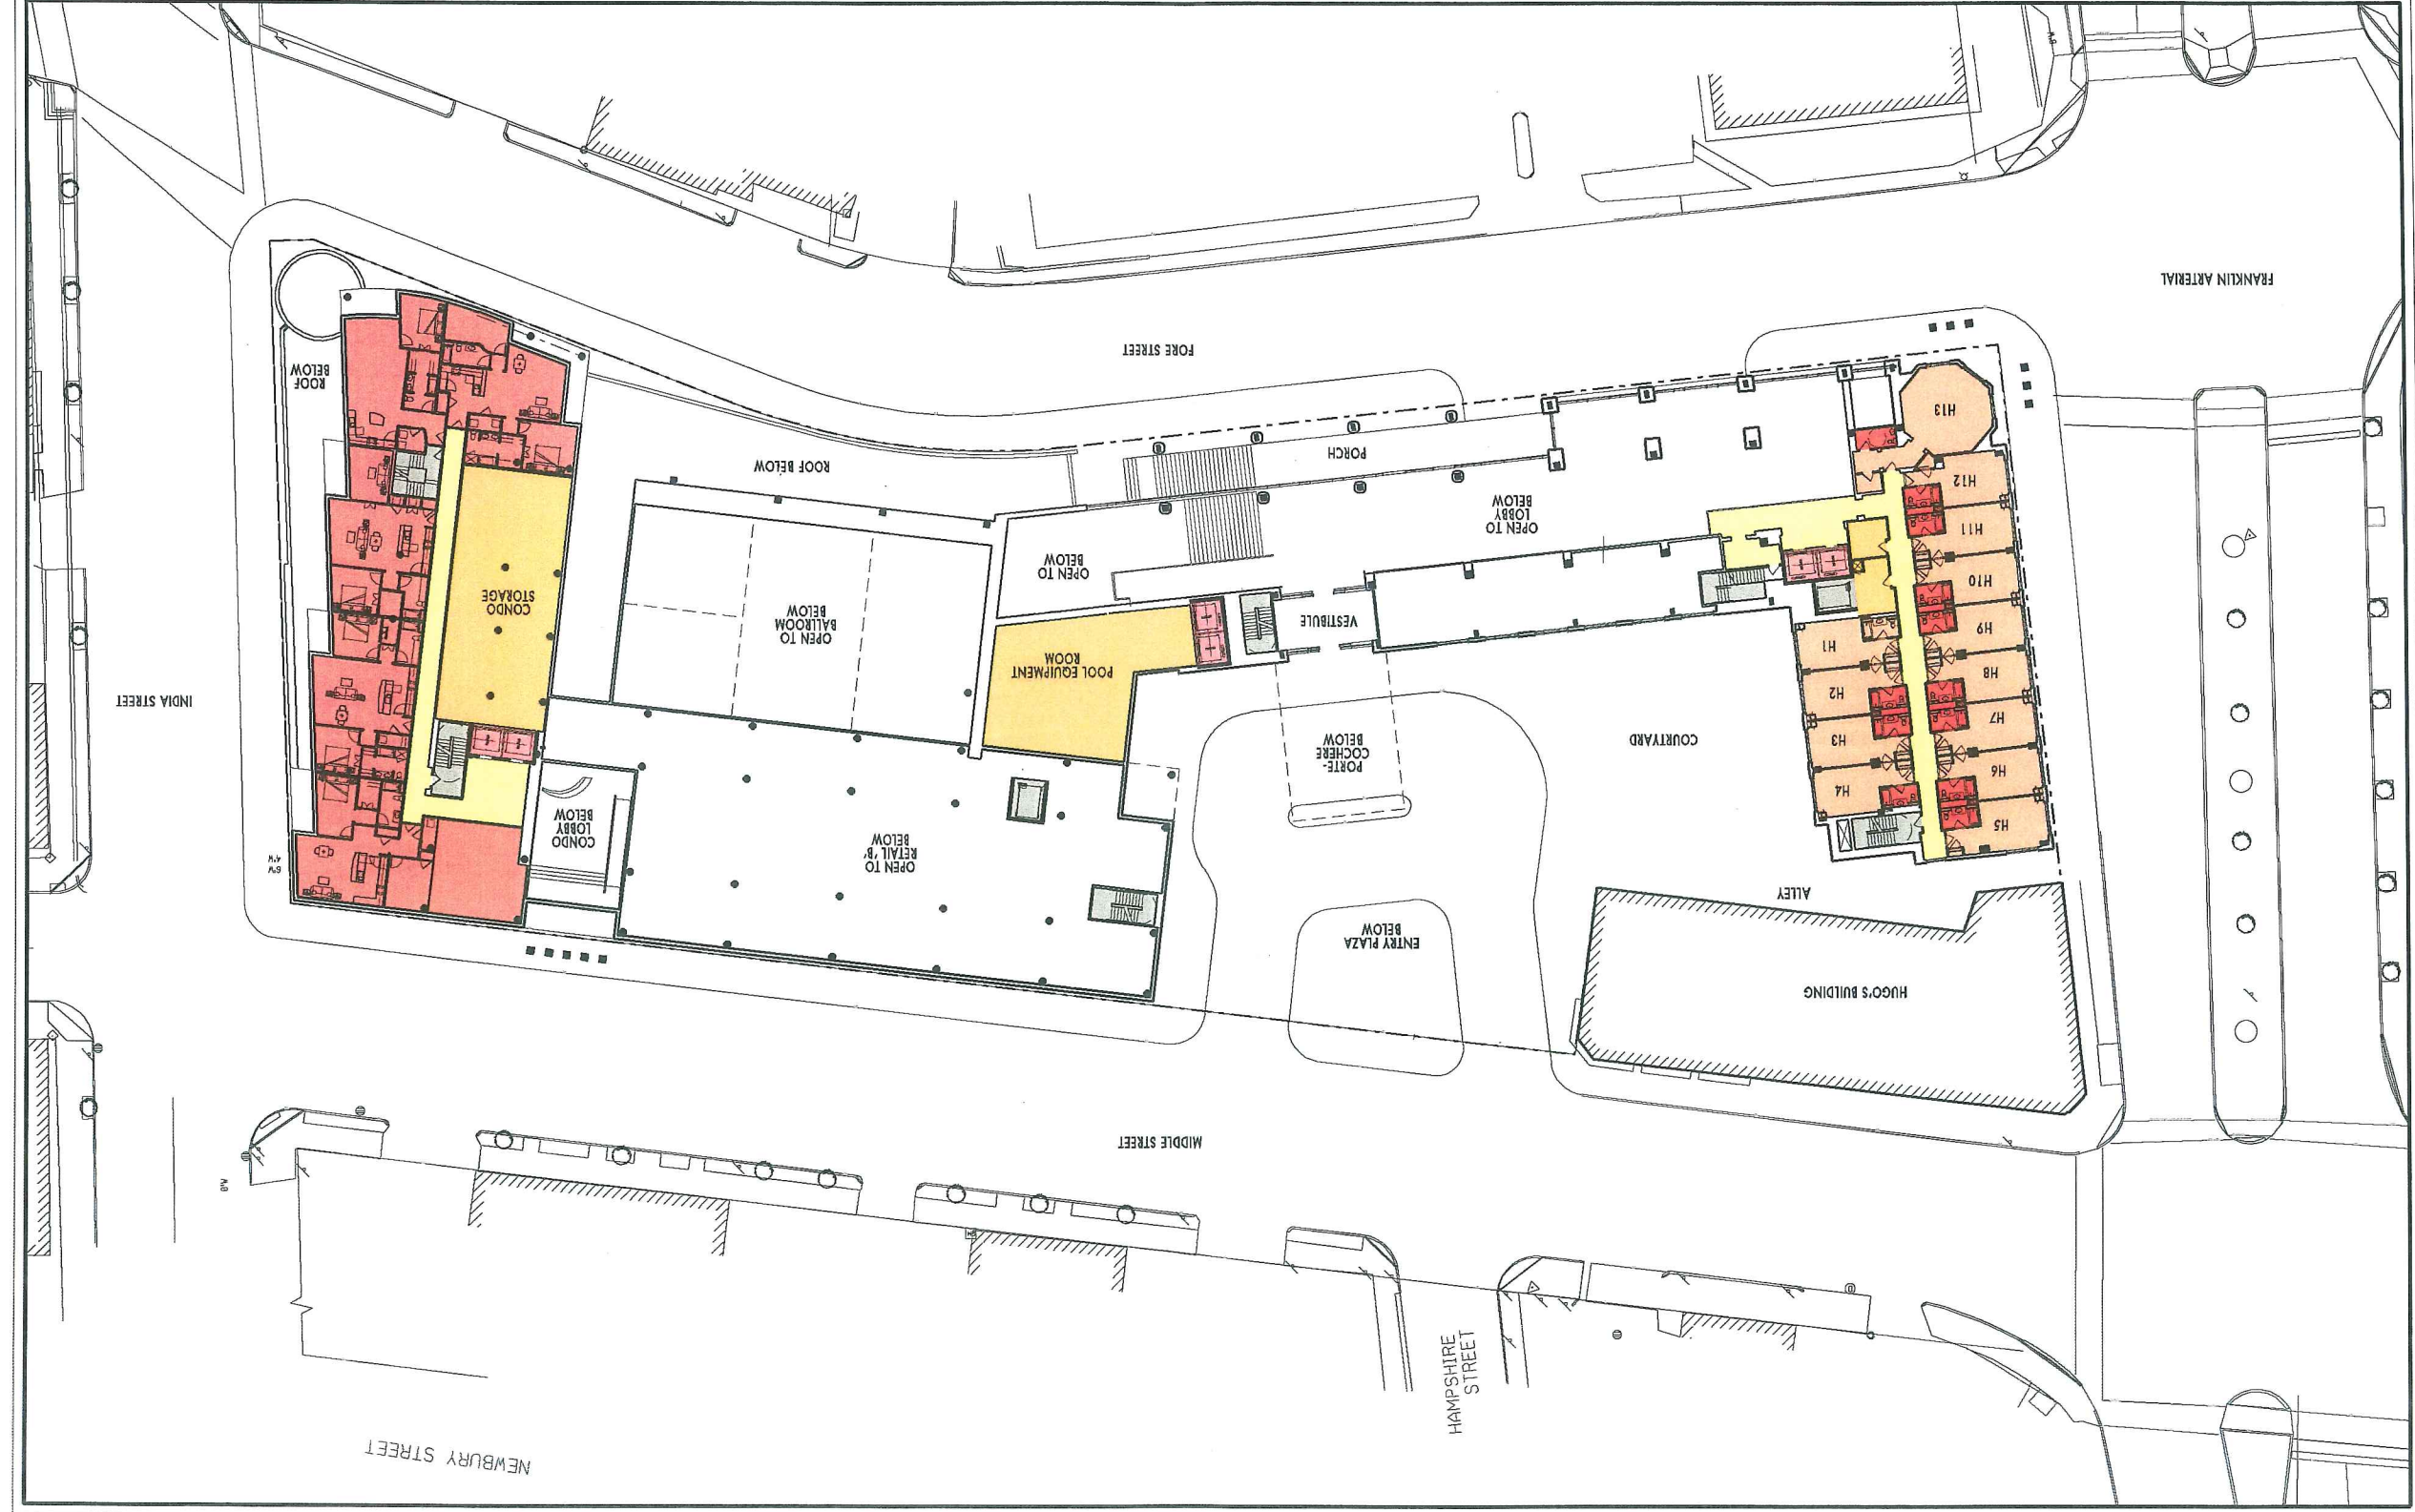 NEWBURY STREET
HAMPSHIRE
STREET
MIDDLE STREET
HUGO'S BUILDING
ENTRY PLAZA
BELOW
ALLEY
OPEN TO
RETAIL 'B'
BELOW
CONDO
LOBBY
BELOW
6"W
4"W
8"W
H5
H4
H6
PORTE-
COCHERE
BELOW
COURTYARD
H3
H7
H2
H8
H1
H9
INDIA STREET
POOL EQUIPMENT
ROOM
VESTIBULE
OPEN TO
BALLROOM
BELOW
CONDO
STORAGE
H10
OPEN TO
BELOW
H11
OPEN TO
LOBBY
BELOW
H12
ROOF BELOW
PORCH
H13
ROOF
BELOW
FORE STREET
FRANKLIN ARTERIAL